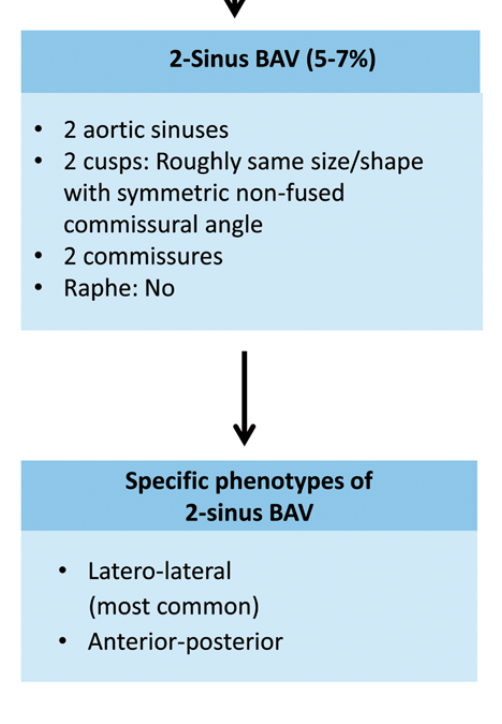 2-Sinus BAV (5-7%)
• 2 aortic sinuses
• 2 cusps: Roughly same size/shape
with symmetric non-fused
commissural angle
• 2 commissures
• Raphe: No
Specific phenotypes of
2-sinus BAV
• Latero-lateral
(most common)
• Anterior-posterior